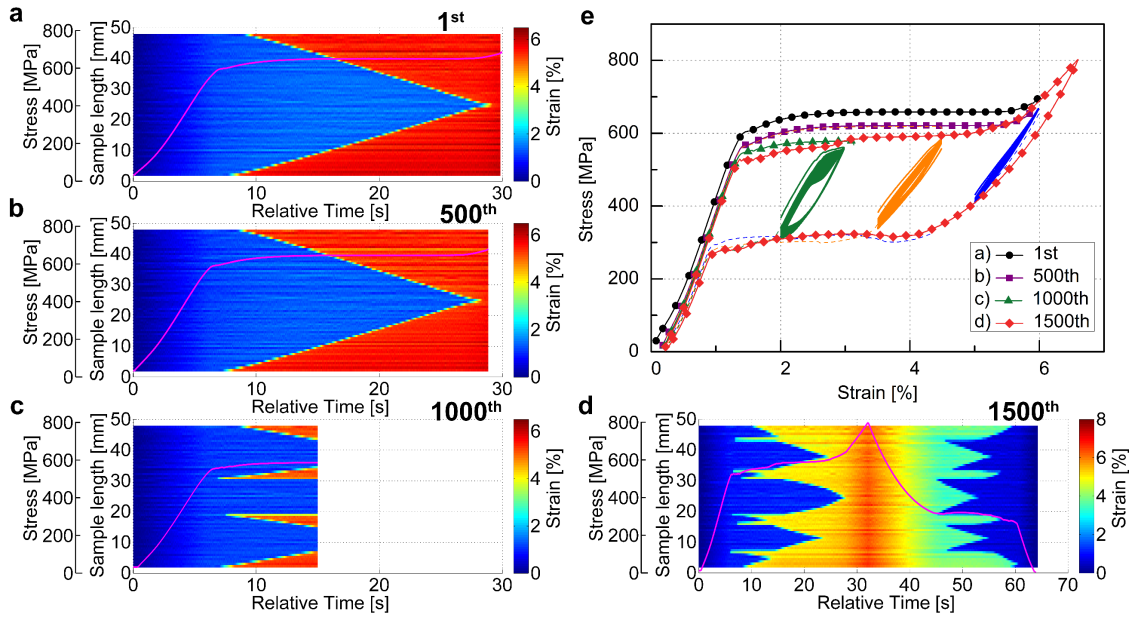 a
1st
Stress [MPa]
800
600
400
200
0
Sample length [mm]
50
40
30
20
10
0
0
10
20
30
Relative Time [s]
6
4
2
0
Strain [%]
b
500th
Stress [MPa]
800
600
400
200
0
Sample length [mm]
50
40
30
20
10
0
0
10
20
30
Relative Time [s]
6
4
2
0
Strain [%]
c
1000th
Stress [MPa]
800
600
400
200
0
Sample length [mm]
50
40
30
20
10
0
0
10
20
30
Relative Time [s]
6
4
2
0
Strain [%]
e
Stress [MPa]
800
600
400
200
0
0
2
4
6
Strain [%]
a) 1st
b) 500th
c) 1000th
d) 1500th
d
1500th
Stress [MPa]
800
600
400
200
0
Sample length [mm]
50
40
30
20
10
0
0
10
20
30
40
50
60
70
Relative Time [s]
8
6
4
2
0
Strain [%]